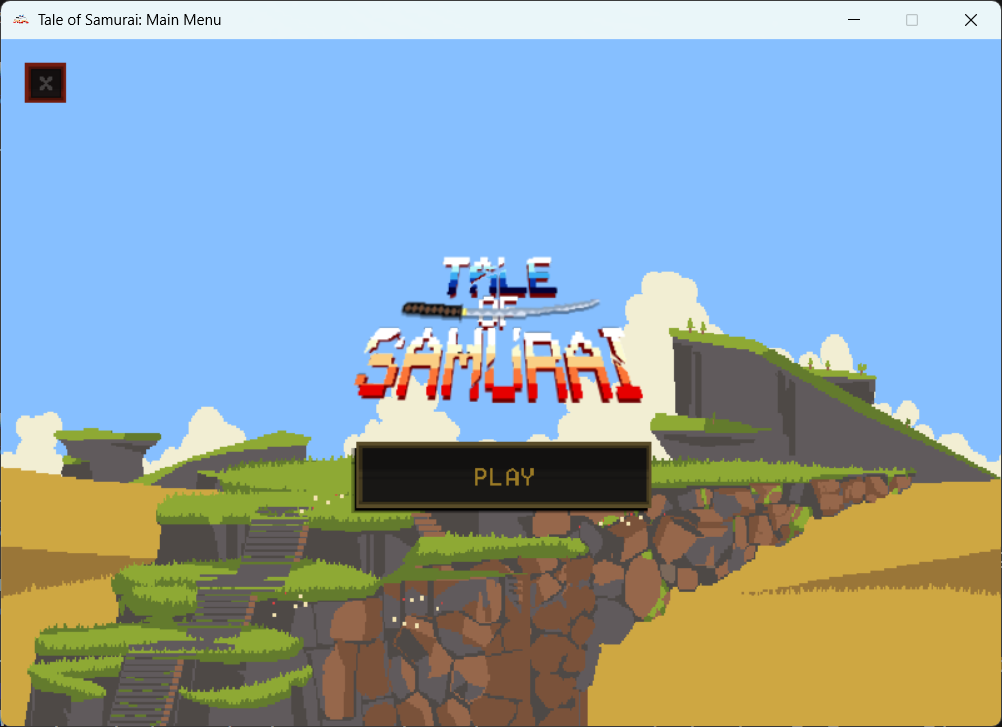 Tale of Samurai: Main Menu
X
TALE
OF
SAMURAI
PLAY